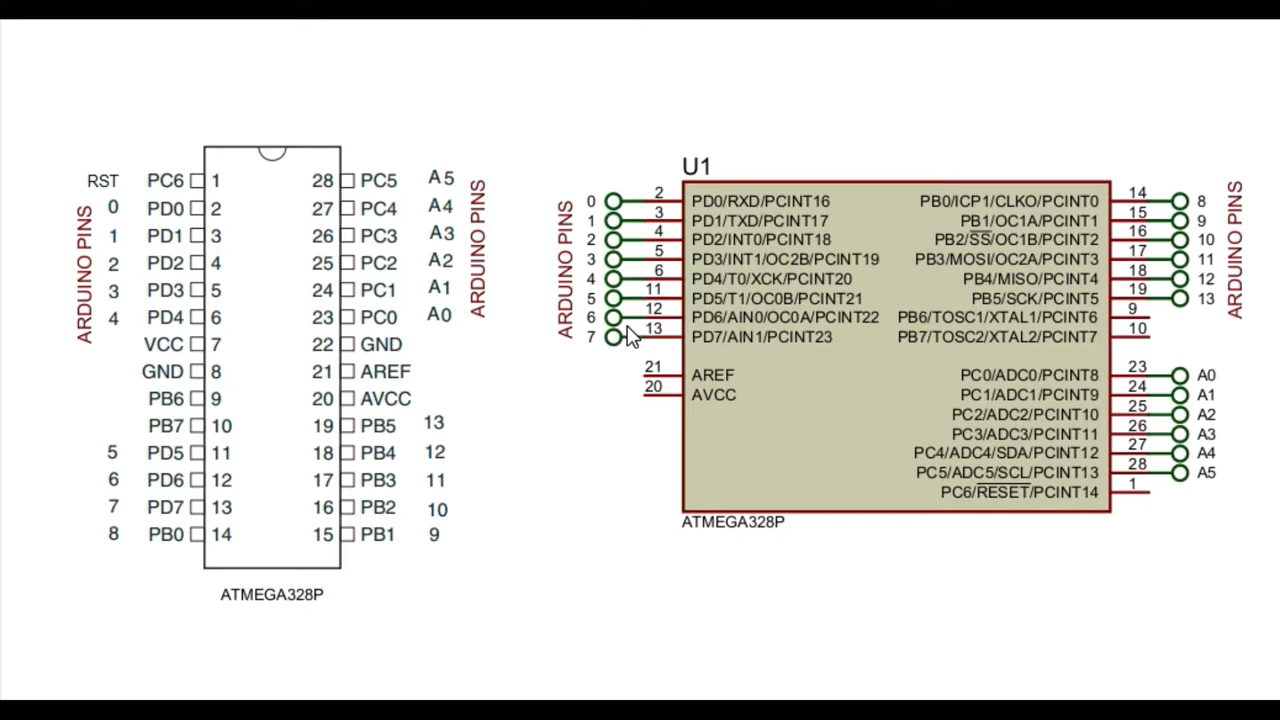 RST PC6 1 28 PC5 A5
0 PD0 2 27 PC4 A4
1 PD1 3 26 PC3 A3
2 PD2 4 25 PC2 A2
3 PD3 5 24 PC1 A1
4 PD4 6 23 PC0 A0
VCC 7 22 GND
GND 8 21 AREF
PB6 9 20 AVCC
PB7 10 19 PB5 13
5 PD5 11 18 PB4 12
6 PD6 12 17 PB3 11
7 PD7 13 16 PB2 10
8 PB0 14 15 PB1 9
ARDUINO PINS
ARDUINO PINS
ATMEGA328P
U1
ARDUINO PINS
0 2 PD0/RXD/PCINT16 PB0/ICP1/CLKO/PCINT0 14 8
1 3 PD1/TXD/PCINT17 PB1/OC1A/PCINT1 15 9
2 4 PD2/INT0/PCINT18 PB2/SS/OC1B/PCINT2 16 10
3 5 PD3/INT1/OC2B/PCINT19 PB3/MOSI/OC2A/PCINT3 17 11
4 6 PD4/T0/XCK/PCINT20 PB4/MISO/PCINT4 18 12
5 11 PD5/T1/OC0B/PCINT21 PB5/SCK/PCINT5 19 13
6 12 PD6/AIN0/OC0A/PCINT22 PB6/TOSC1/XTAL1/PCINT6 9
7 13 PD7/AIN1/PCINT23 PB7/TOSC2/XTAL2/PCINT7 10
21 AREF PC0/ADC0/PCINT8 23 A0
20 AVCC PC1/ADC1/PCINT9 24 A1
PC2/ADC2/PCINT10 25 A2
PC3/ADC3/PCINT11 26 A3
PC4/ADC4/SDA/PCINT12 27 A4
PC5/ADC5/SCL/PCINT13 28 A5
PC6/RESET/PCINT14 1
ARDUINO PINS
ATMEGA328P